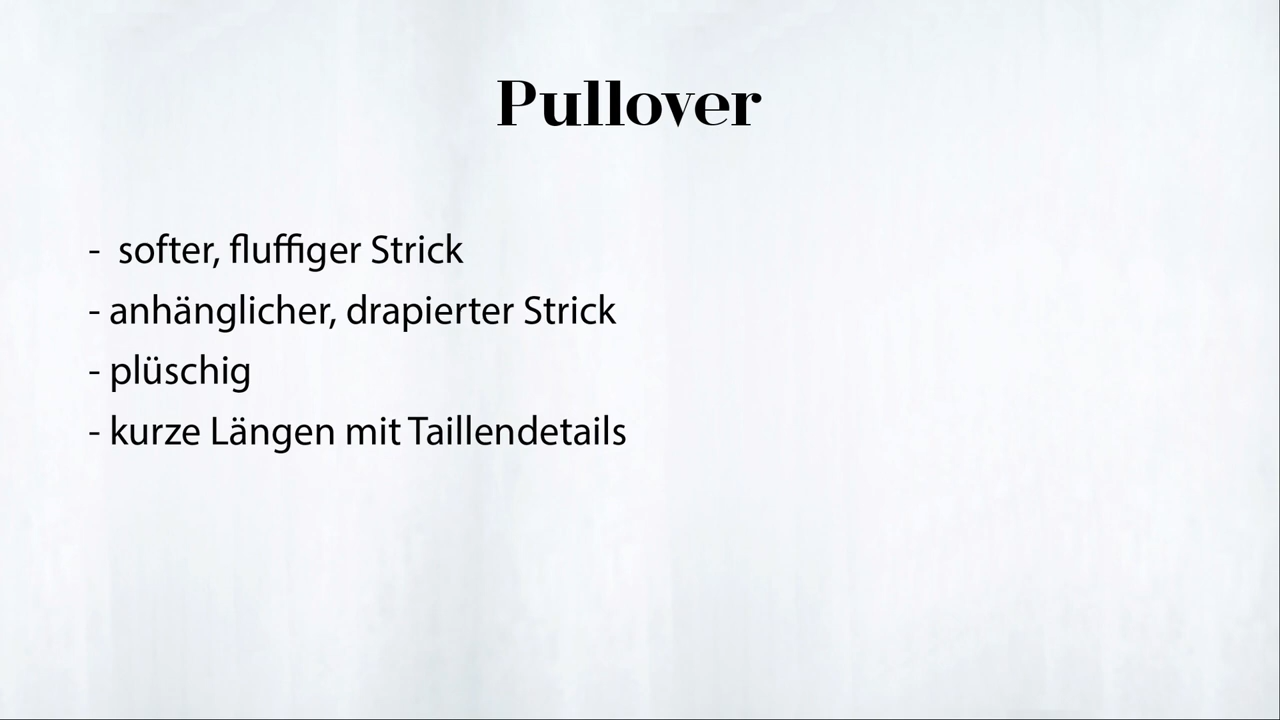 Pullover
- softer, fluffiger Strick
- anhänglicher, drapierter Strick
- plüschig
- kurze Längen mit Taillendetails